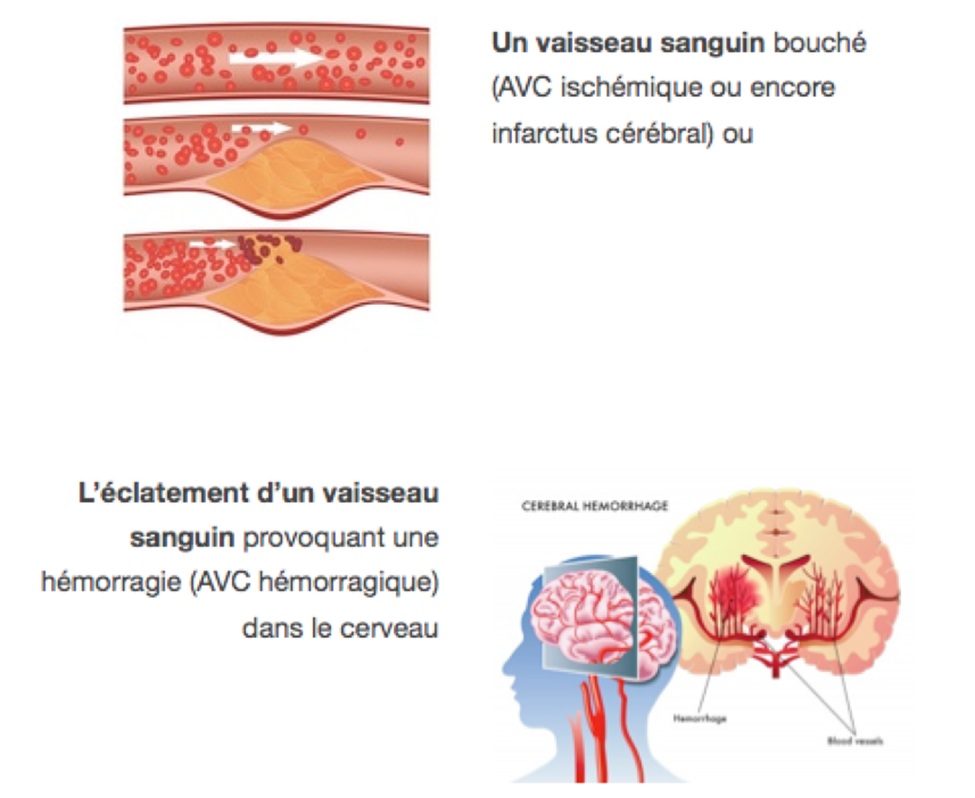 Un vaisseau sanguin bouché
(AVC ischémique ou encore
infarctus cérébral) ou
L'éclatement d'un vaisseau
sanguin provoquant une
hémorragie (AVC hémorragique)
dans le cerveau
CEREBRAL HEMORRHAGE
Hemorrhage
Blood vessels